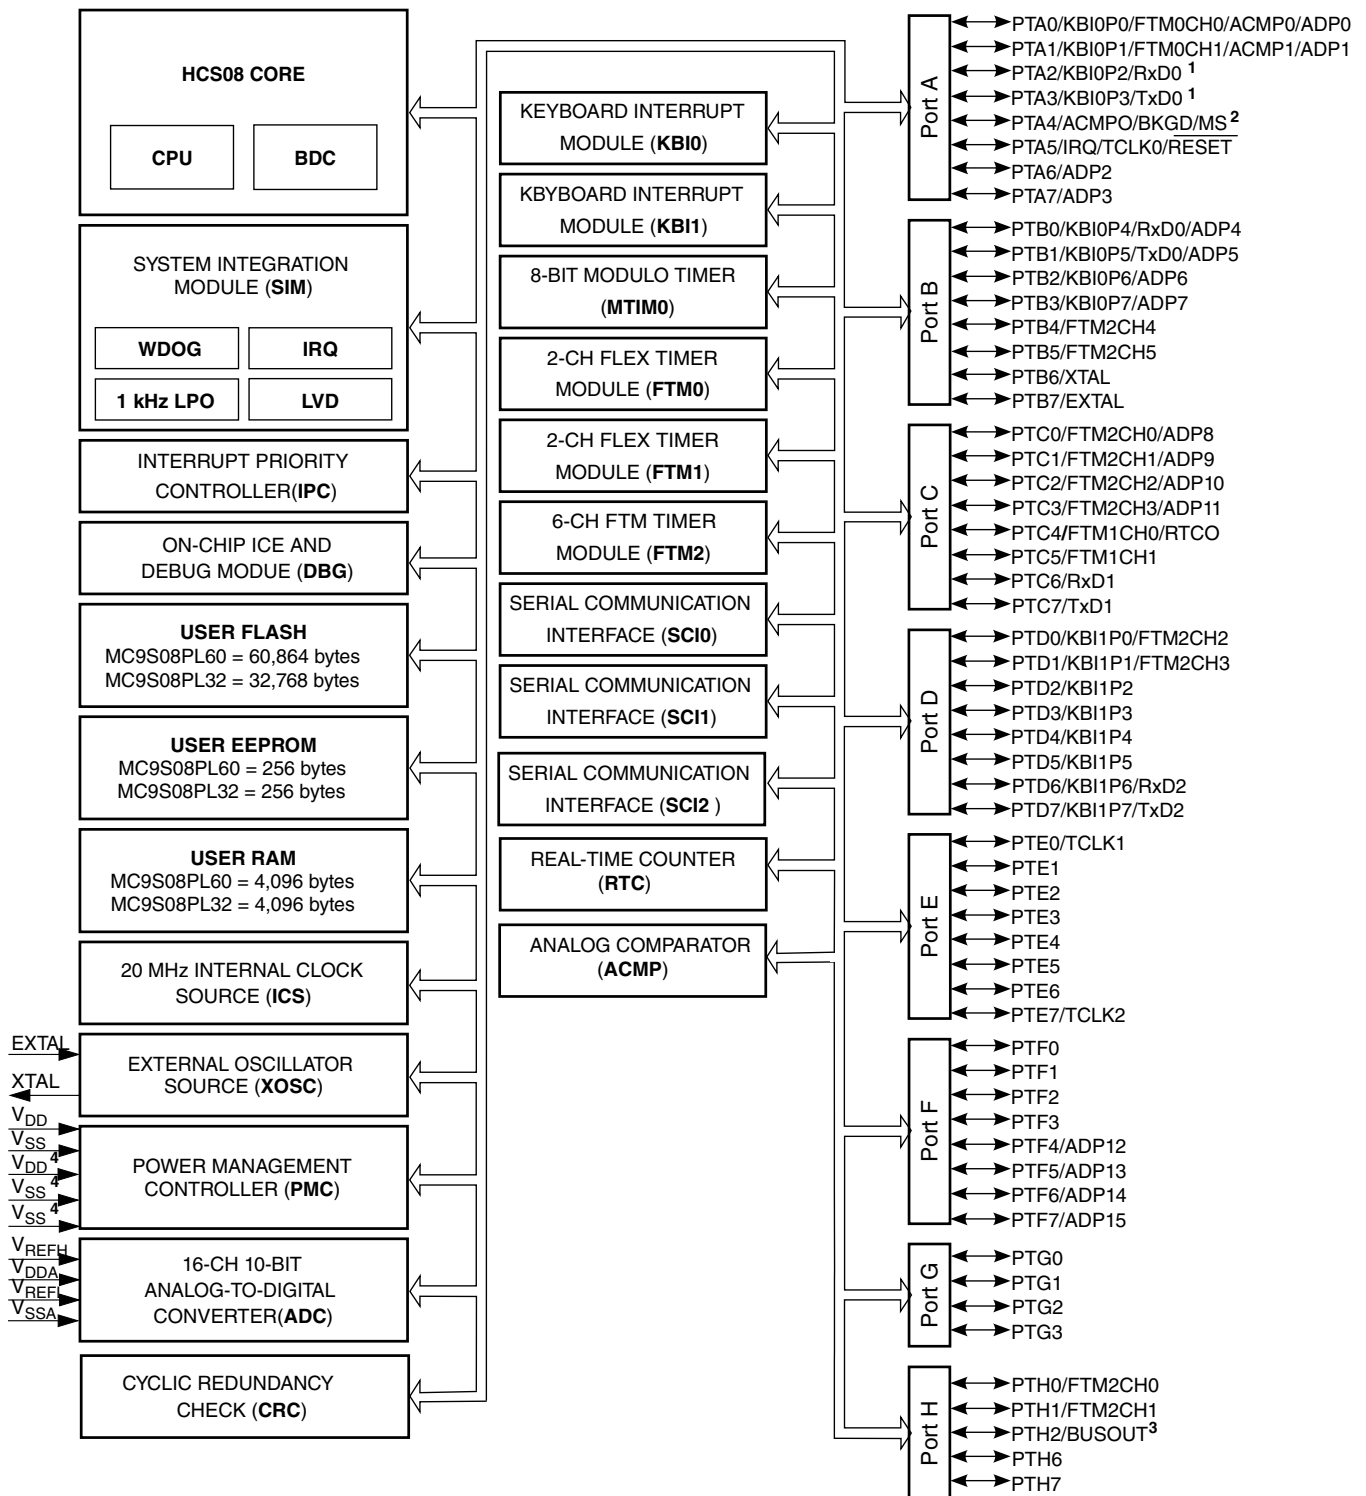 HCS08 CORE
CPU
BDC
SYSTEM INTEGRATION
MODULE (SIM)
WDOG
IRQ
1 kHz LPO
LVD
INTERRUPT PRIORITY
CONTROLLER(IPC)
ON-CHIP ICE AND
DEBUG MODUE (DBG)
USER FLASH
MC9S08PL60 = 60,864 bytes
MC9S08PL32 = 32,768 bytes
USER EEPROM
MC9S08PL60 = 256 bytes
MC9S08PL32 = 256 bytes
USER RAM
MC9S08PL60 = 4,096 bytes
MC9S08PL32 = 4,096 bytes
20 MHz INTERNAL CLOCK
SOURCE (ICS)
EXTAL
XTAL
EXTERNAL OSCILLATOR
SOURCE (XOSC)
VDD
VSS
VDD 4
VSS 4
VSS 4
POWER MANAGEMENT
CONTROLLER (PMC)
VREFH
VDDA
VREFL
VSSA
16-CH 10-BIT
ANALOG-TO-DIGITAL
CONVERTER(ADC)
CYCLIC REDUNDANCY
CHECK (CRC)
KEYBOARD INTERRUPT
MODULE (KBI0)
KBYBOARD INTERRUPT
MODULE (KBI1)
8-BIT MODULO TIMER
(MTIM0)
2-CH FLEX TIMER
MODULE (FTM0)
2-CH FLEX TIMER
MODULE (FTM1)
6-CH FTM TIMER
MODULE (FTM2)
SERIAL COMMUNICATION
INTERFACE (SCI0)
SERIAL COMMUNICATION
INTERFACE (SCI1)
SERIAL COMMUNICATION
INTERFACE (SCI2 )
REAL-TIME COUNTER
(RTC)
ANALOG COMPARATOR
(ACMP)
Port A
PTA0/KBI0P0/FTM0CH0/ACMP0/ADP0
PTA1/KBI0P1/FTM0CH1/ACMP1/ADP1
PTA2/KBI0P2/RxD0 1
PTA3/KBI0P3/TxD0 1
PTA4/ACMPO/BKGD/MS 2
PTA5/IRQ/TCLK0/RESET
PTA6/ADP2
PTA7/ADP3
Port B
PTB0/KBI0P4/RxD0/ADP4
PTB1/KBI0P5/TxD0/ADP5
PTB2/KBI0P6/ADP6
PTB3/KBI0P7/ADP7
PTB4/FTM2CH4
PTB5/FTM2CH5
PTB6/XTAL
PTB7/EXTAL
Port C
PTC0/FTM2CH0/ADP8
PTC1/FTM2CH1/ADP9
PTC2/FTM2CH2/ADP10
PTC3/FTM2CH3/ADP11
PTC4/FTM1CH0/RTCO
PTC5/FTM1CH1
PTC6/RxD1
PTC7/TxD1
Port D
PTD0/KBI1P0/FTM2CH2
PTD1/KBI1P1/FTM2CH3
PTD2/KBI1P2
PTD3/KBI1P3
PTD4/KBI1P4
PTD5/KBI1P5
PTD6/KBI1P6/RxD2
PTD7/KBI1P7/TxD2
Port E
PTE0/TCLK1
PTE1
PTE2
PTE3
PTE4
PTE5
PTE6
PTE7/TCLK2
Port F
PTF0
PTF1
PTF2
PTF3
PTF4/ADP12
PTF5/ADP13
PTF6/ADP14
PTF7/ADP15
Port G
PTG0
PTG1
PTG2
PTG3
Port H
PTH0/FTM2CH0
PTH1/FTM2CH1
PTH2/BUSOUT3
PTH6
PTH7